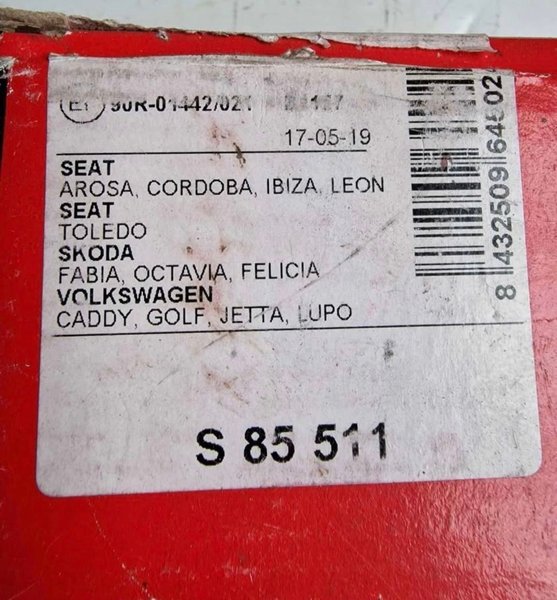 90R-01442/021
17-05-19
SEAT
AROSA, CORDOBA, IBIZA, LEON
SEAT
TOLEDO
SKODA
FABIA, OCTAVIA, FELICIA
VOLKSWAGEN
CADDY, GOLF, JETTA, LUPO
S 85 511
8 432509 64502